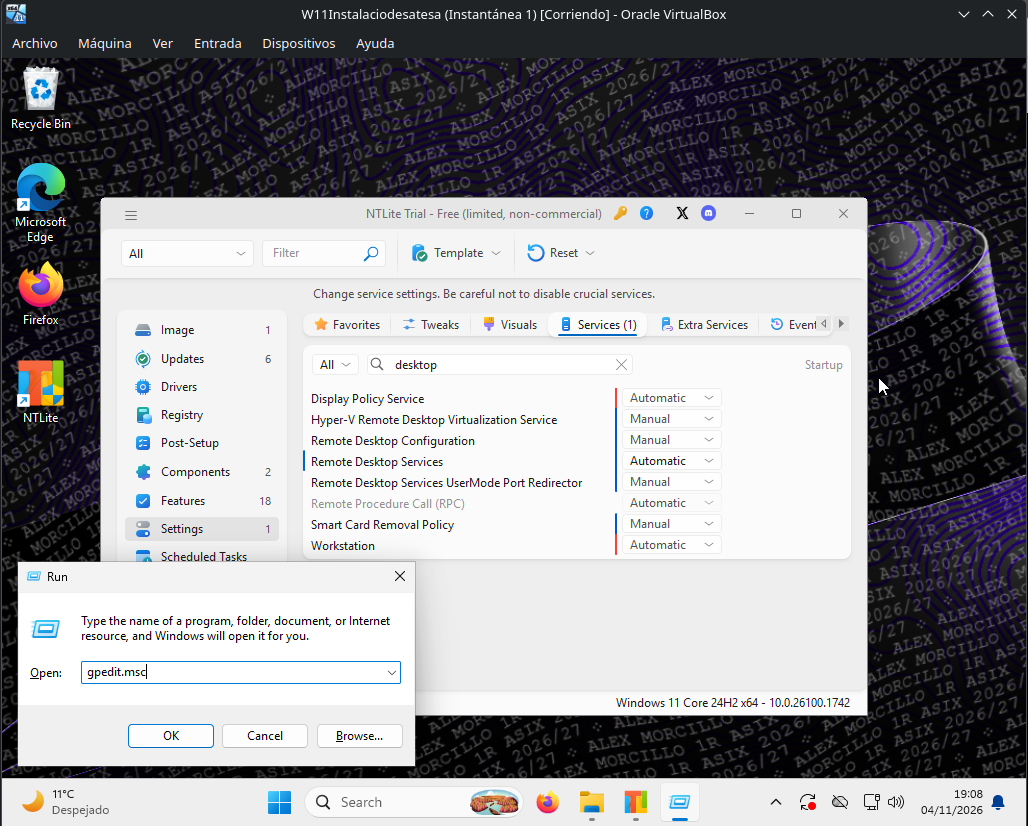 W11Instalaciodesatesa (Instantánea 1) [Corriendo] - Oracle VirtualBox
Archivo Máquina Ver Entrada Dispositivos Ayuda
ALEX MORCILLO 1R ASIX 2026/27
Recycle Bin
Microsoft
Edge
Firefox
NTLite
NTLite Trial - Free (limited, non-commercial)
All
Filter
Template
Reset
Change service settings. Be careful not to disable crucial services.
Image 1
Updates 6
Drivers
Registry
Post-Setup
Components 2
Features 18
Settings 1
Scheduled Tasks
Favorites Tweaks Visuals Services (1) Extra Services Event
All desktop Startup
Display Policy Service Automatic
Hyper-V Remote Desktop Virtualization Service Manual
Remote Desktop Configuration Manual
Remote Desktop Services Automatic
Remote Desktop Services UserMode Port Redirector Manual
Remote Procedure Call (RPC) Automatic
Smart Card Removal Policy Manual
Workstation Automatic
Windows 11 Core 24H2 x64 - 10.0.26100.1742
Run
Type the name of a program, folder, document, or Internet
resource, and Windows will open it for you.
Open: gpedit.msc
OK Cancel Browse...
11°C
Despejado
Search
19:08
04/11/2026